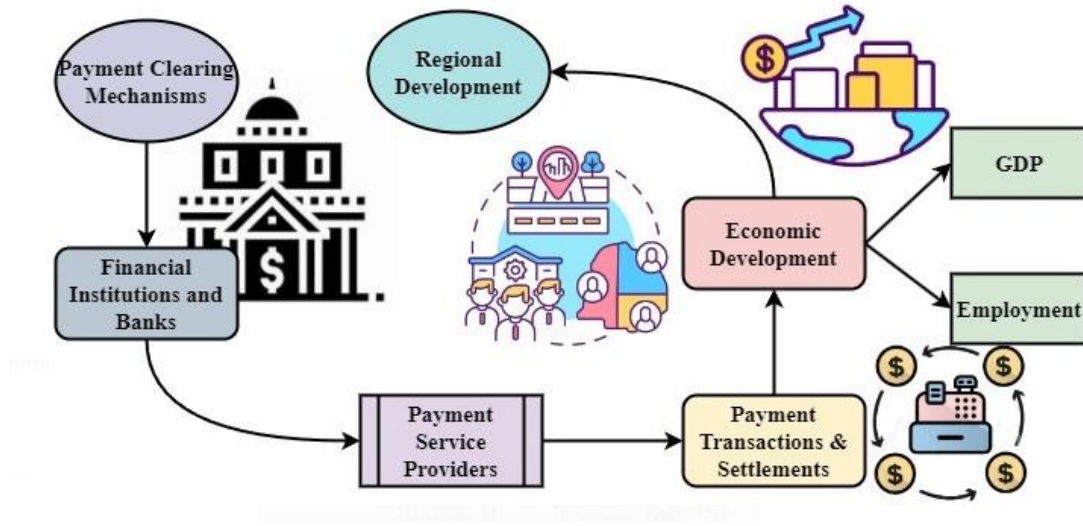 Payment Clearing
Mechanisms
Regional
Development
GDP
Economic
Development
Financial
Institutions and
Banks
$
$
Employment
Payment
Service
Providers
Payment
Transactions &
Settlements
$
$
$
$